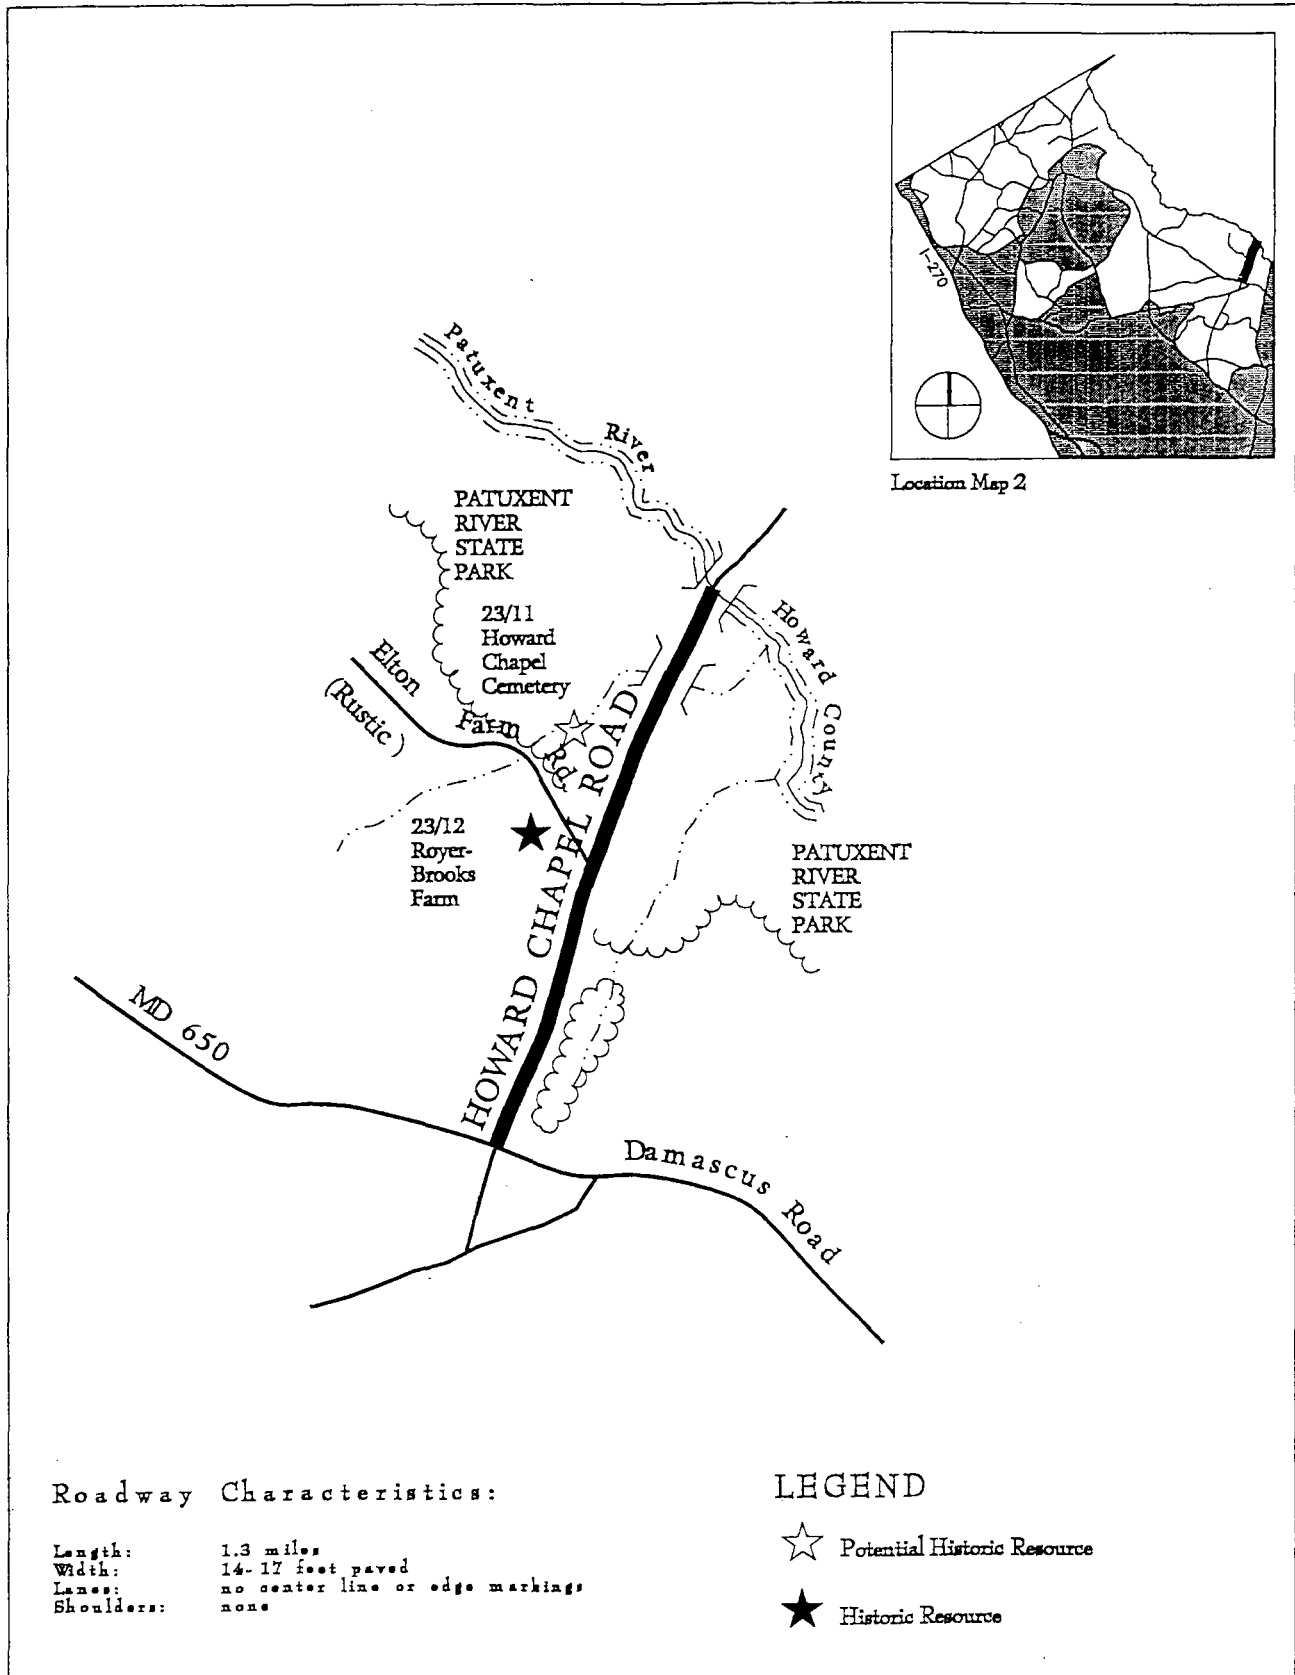 I-270
Location Map 2
Patuxent River
PATUXENT
RIVER
STATE
PARK
23/11
Howard
Chapel
Cemetery
Howard County
Elton Farm Rd.
(Rustic)
HOWARD CHAPEL ROAD
23/12
Royer-
Brooks
Farm
PATUXENT
RIVER
STATE
PARK
MD 650
Damascus Road
Roadway Characteristics:
Length: 1.3 miles
Width: 14-17 feet paved
Lanes: no center line or edge markings
Shoulders: none
LEGEND
Potential Historic Resource
Historic Resource